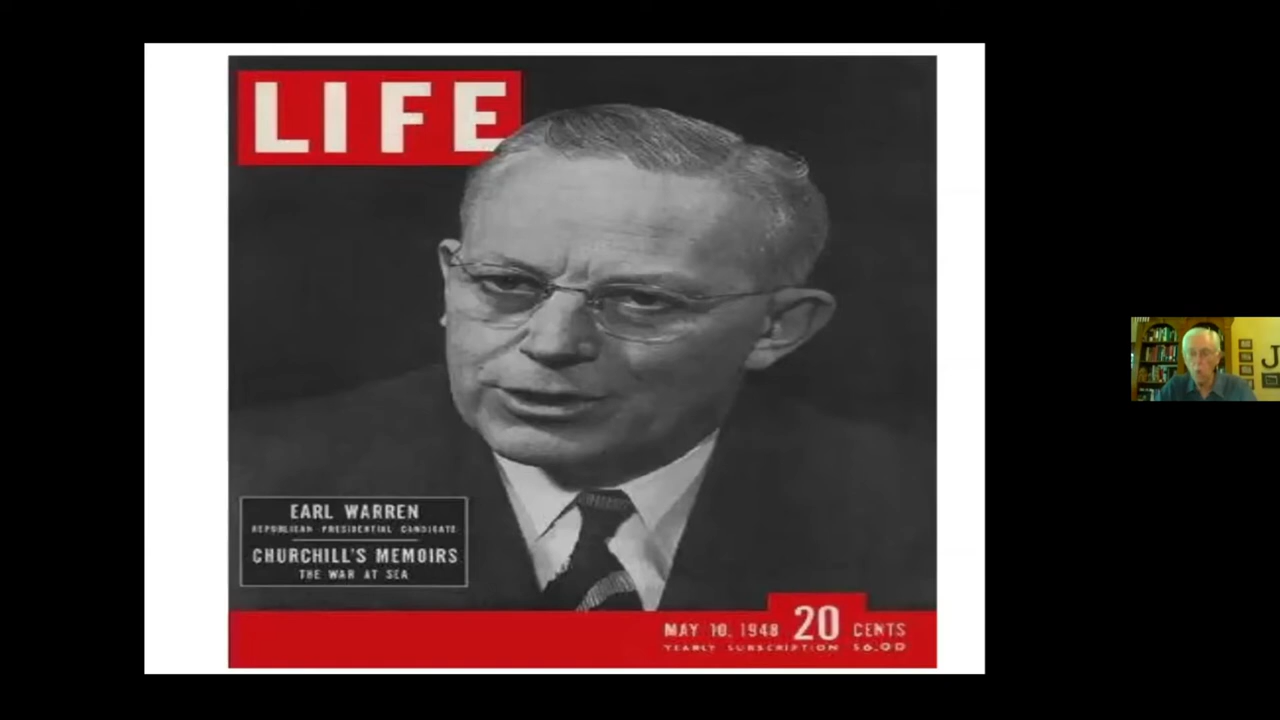 LIFE
EARL WARREN
REPUBLICAN PRESIDENTIAL CANDIDATE
CHURCHILL'S MEMOIRS
THE WAR AT SEA
MAY 10, 1948 20 CENTS
YEARLY SUBSCRIPTION $6.00
J